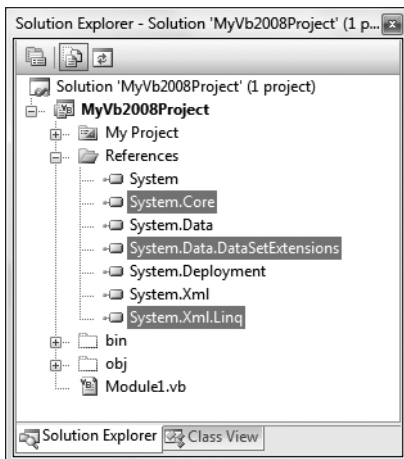 Solution Explorer - Solution 'MyVb2008Project' (1 p...
Solution 'MyVb2008Project' (1 project)
MyVb2008Project
My Project
References
System
System.Core
System.Data
System.Data.DataSetExtensions
System.Deployment
System.Xml
System.Xml.Linq
bin
obj
Module1.vb
Solution Explorer Class View